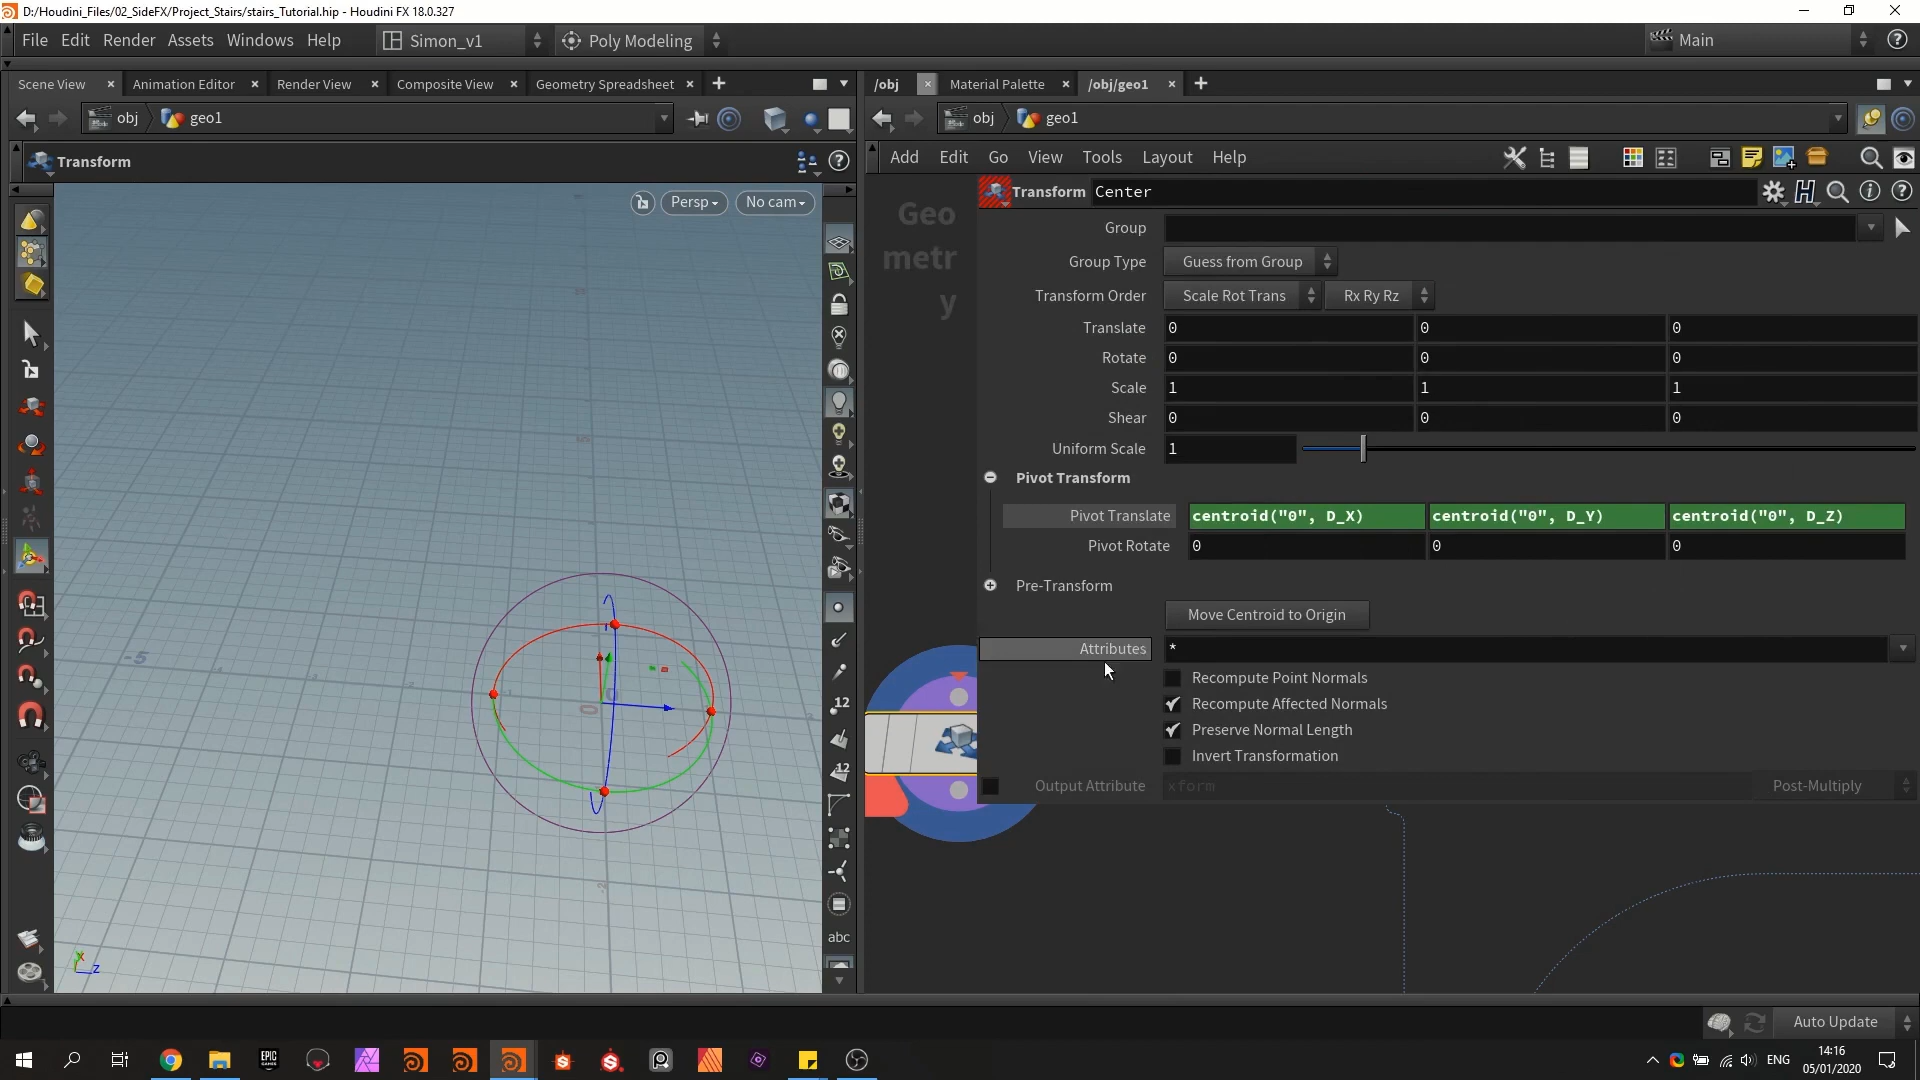 D:/Houdini_Files/02_SideFX/Project_Stairs/stairs_Tutorial.hip - Houdini FX 18.0.327
File Edit Render Assets Windows Help Simon_v1 Poly Modeling Main
Scene View Animation Editor Render View Composite View Geometry Spreadsheet
/obj Material Palette /obj/geo1
obj geo1
obj geo1
Transform
Add Edit Go View Tools Layout Help
Persp No cam
Geo
metr
y
Transform Center
Group
Group Type Guess from Group
Transform Order Scale Rot Trans Rx Ry Rz
Translate 0 0 0
Rotate 0 0 0
Scale 1 1 1
Shear 0 0 0
Uniform Scale 1
Pivot Transform
Pivot Translate centroid("0", D_X) centroid("0", D_Y) centroid("0", D_Z)
Pivot Rotate 0 0 0
Pre-Transform
Move Centroid to Origin
Attributes *
Recompute Point Normals
Recompute Affected Normals
Preserve Normal Length
Invert Transformation
Output Attribute xform Post-Multiply
-5
0
12
12
abc
z
Auto Update
EPIC GAMES
ENG
14:16
05/01/2020